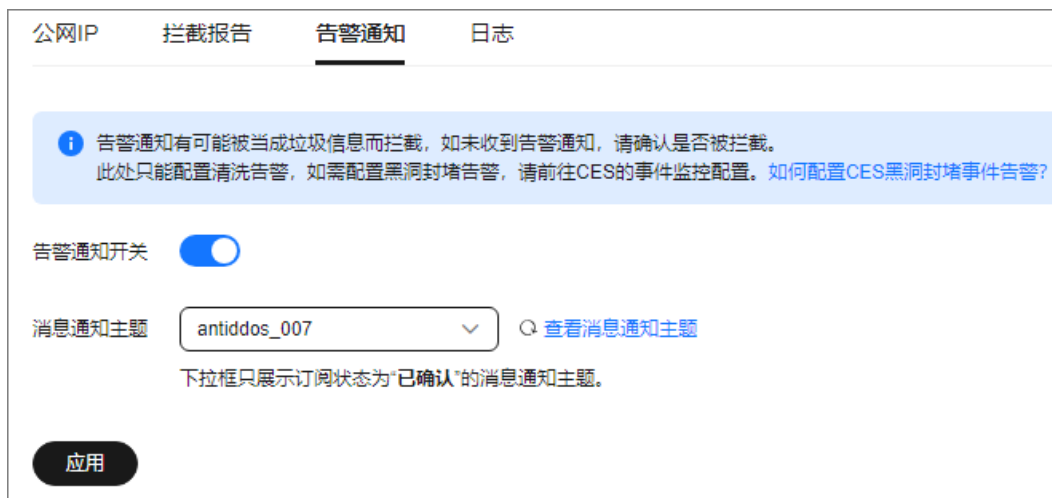 公网IP 拦截报告 告警通知 日志
告警通知有可能被当成垃圾信息而拦截，如未收到告警通知，请确认是否被拦截。
此处只能配置清洗告警，如需配置黑洞封堵告警，请前往CES的事件监控配置。如何配置CES黑洞封堵事件告警？
告警通知开关
消息通知主题 antiddos_007 查看消息通知主题
下拉框只展示订阅状态为“已确认”的消息通知主题。
应用